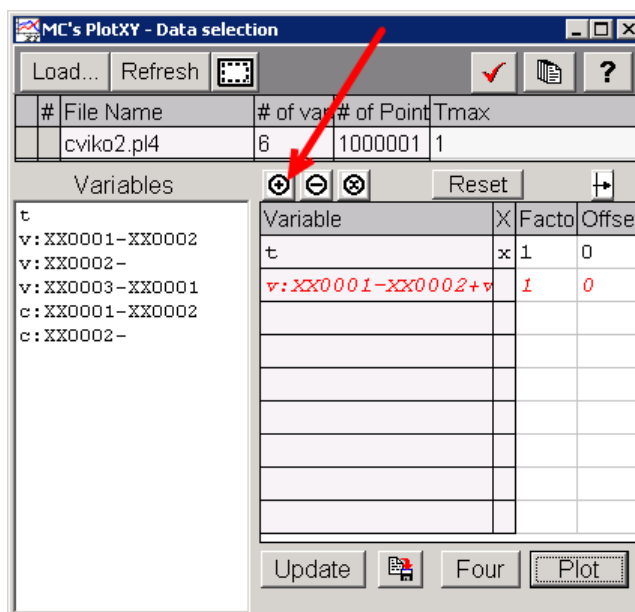 MC's PlotXY - Data selection
Load... Refresh ?
# File Name # of var # of Point Tmax
cviko2.pl4 6 1000001 1
Variables Reset
t
v:XX0001-XX0002
v:XX0002-
v:XX0003-XX0001
c:XX0001-XX0002
c:XX0002-
Variable X Facto Offse
t x 1 0
v:XX0001-XX0002+v 1 0
Update Four Plot